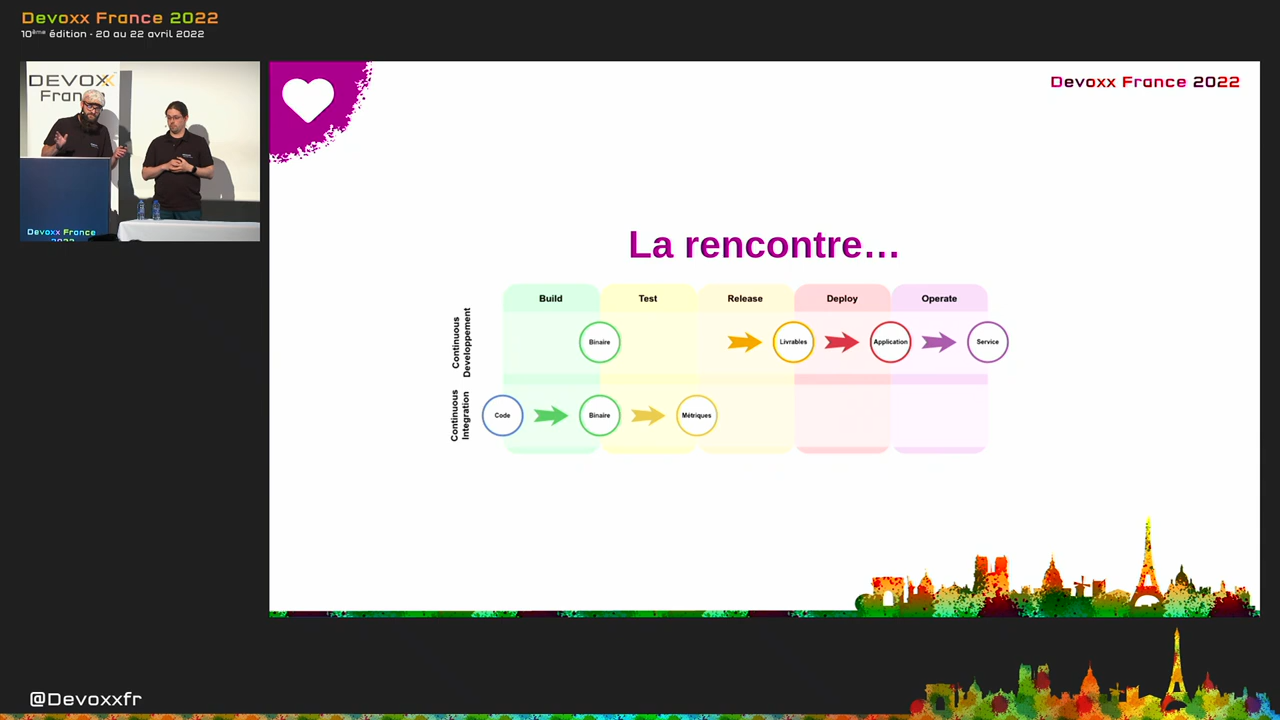 Devoxx France 2022
10ème édition - 20 au 22 avril 2022
DEVOXX
France
Devoxx France
2022
Devoxx France 2022
La rencontre...
Build Test Release Deploy Operate
Continuous
Developpement
Binaire Livrables Application Service
Continuous
Integration
Code Binaire Métriques
@Devoxxfr